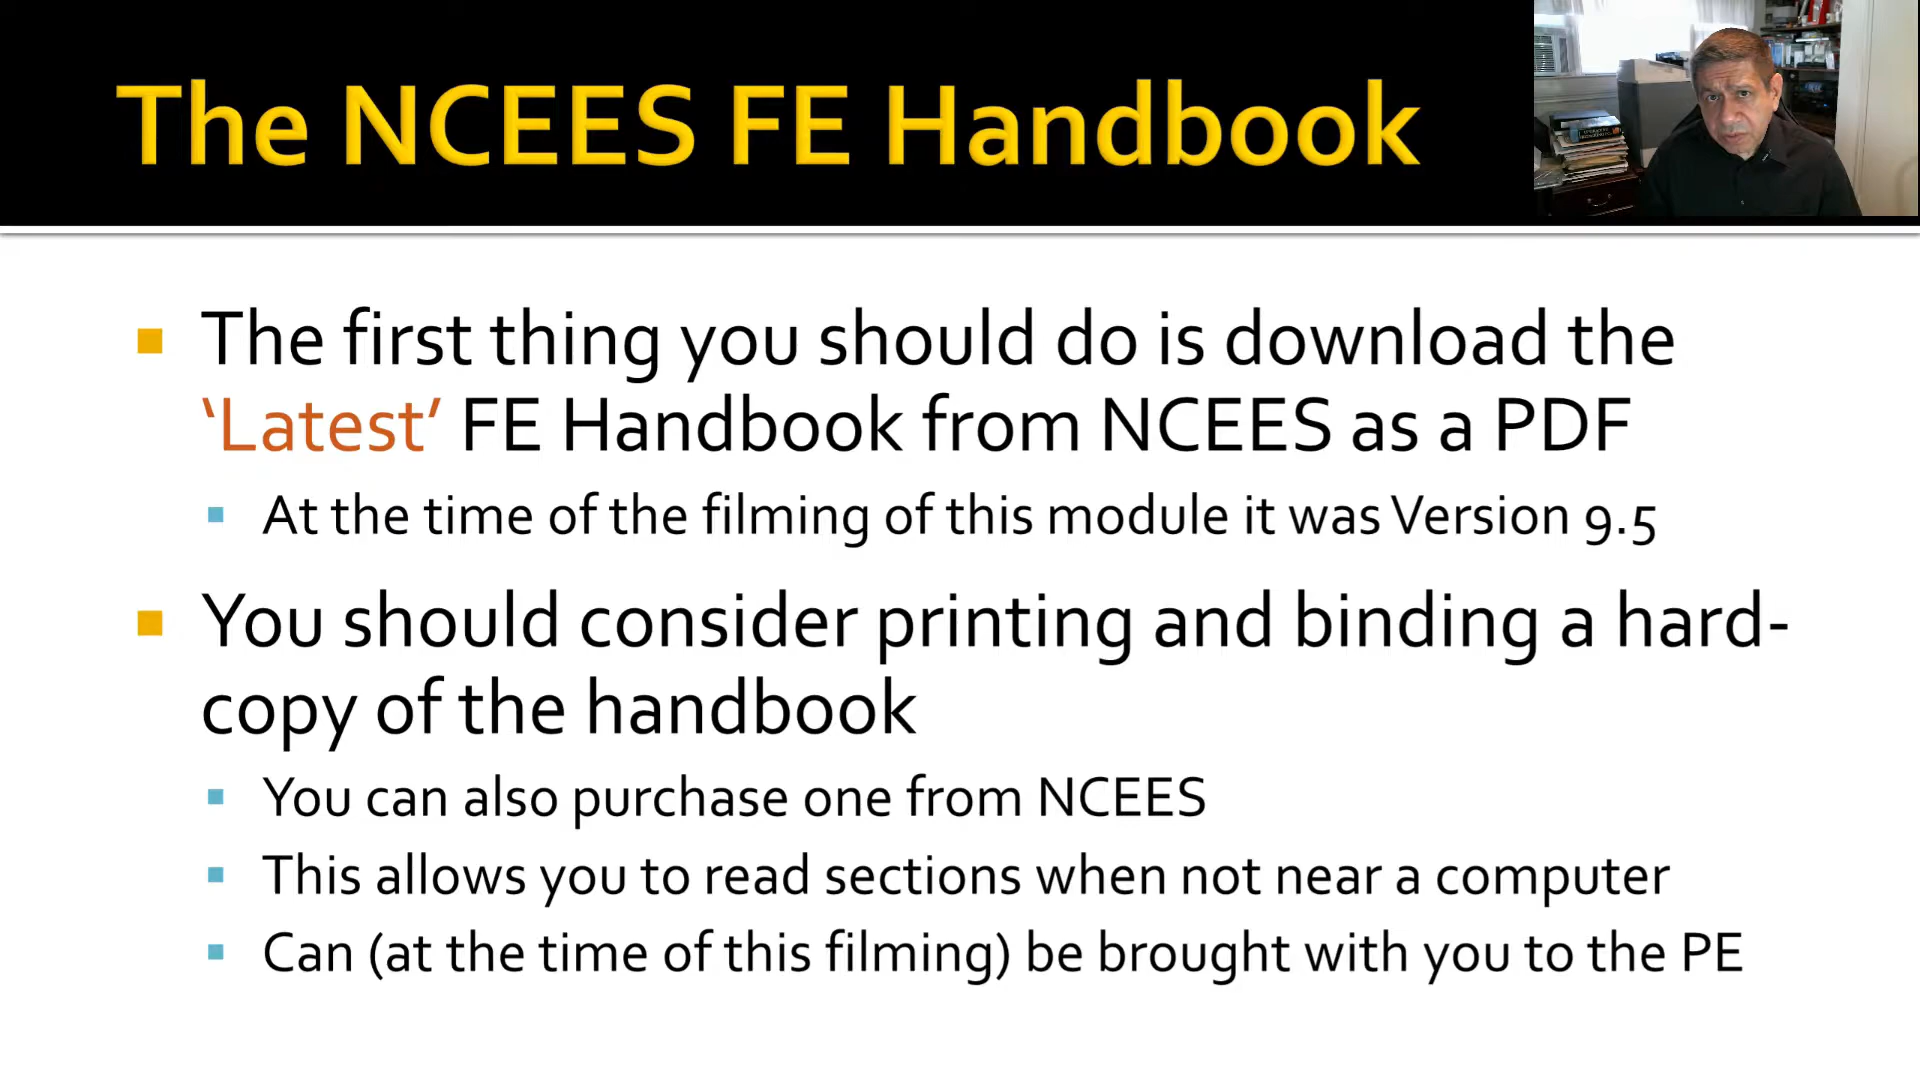 The NCEES FE Handbook
The first thing you should do is download the
‘Latest’ FE Handbook from NCEES as a PDF
At the time of the filming of this module it was Version 9.5
You should consider printing and binding a hard-
copy of the handbook
You can also purchase one from NCEES
This allows you to read sections when not near a computer
Can (at the time of this filming) be brought with you to the PE